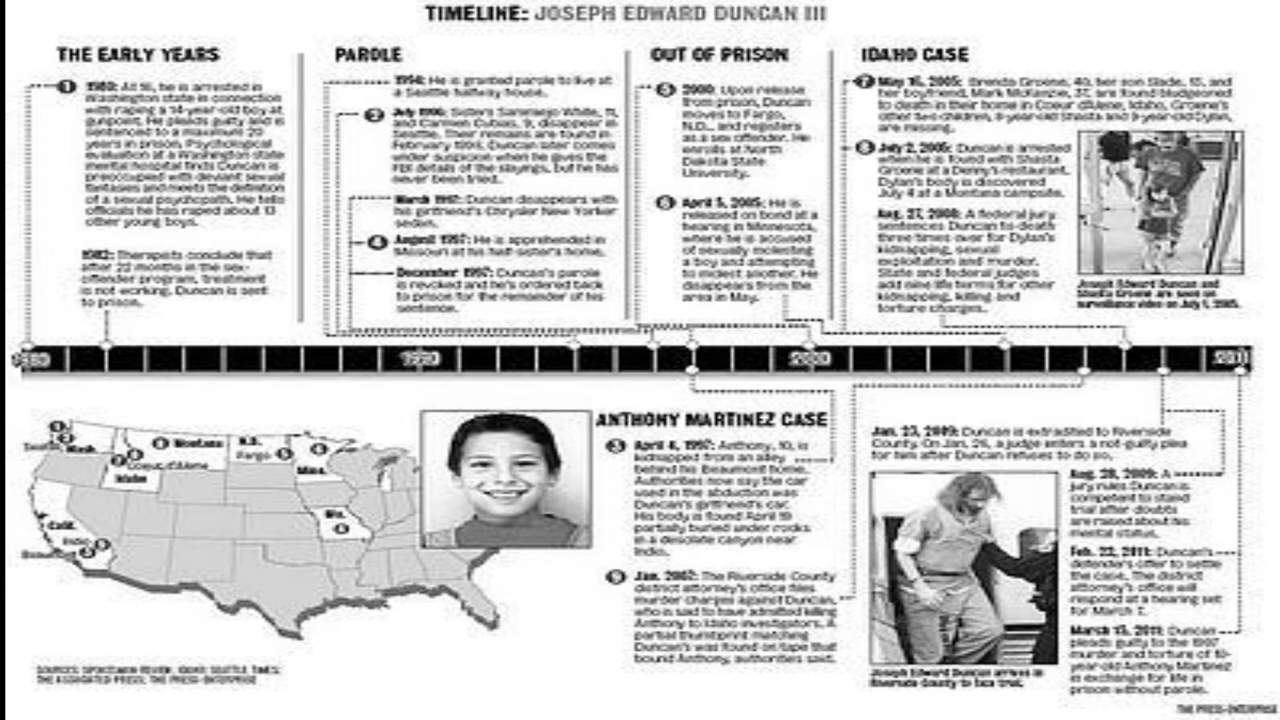 TIMELINE: JOSEPH EDWARD DUNCAN III
THE EARLY YEARS
1 1980: At 16, he is arrested in
Washington state in connection
with raping a 14-year-old boy at
gunpoint. He pleads guilty and is
sentenced to a maximum 20
years in prison. Psychological
evaluation at a Washington state
mental hospital finds Duncan is
preoccupied with deviant sexual
fantasies and meets the definition
of a sexual psychopath. He tells
officials he has raped about 13
other young boys.
1982: Therapists conclude that
after 22 months in the sex-
offender program, treatment
is not working. Duncan is sent
to prison.
PAROLE
1994: He is granted parole to live at
a Seattle halfway house.
2 July 1996: Sisters Sammiejo White, 11,
and Carmen Cubias, 9, disappear in
Seattle. Their remains are found in
February 1998. Duncan later comes
under suspicion when he gives the
FBI details of the slayings, but he has
never been tried.
March 1997: Duncan disappears with
his girlfriend's Chrysler New Yorker
sedan.
4 August 1997: He is apprehended in
Missouri at his half-sister's home.
December 1997: Duncan's parole
is revoked and he's ordered back
to prison for the remainder of his
sentence.
OUT OF PRISON
5 2000: Upon release
from prison, Duncan
moves to Fargo,
N.D., and registers
as a sex offender. He
enrolls at North
Dakota State
University.
6 April 5, 2005: He is
released on bond at a
hearing in Minnesota,
where he is accused
of sexually molesting
a boy and attempting
to molest another. He
disappears from the
area in May.
IDAHO CASE
7 May 16, 2005: Brenda Groene, 40, her son Slade, 13, and
her boyfriend, Mark McKenzie, 37, are found bludgeoned
to death in their home in Coeur d'Alene, Idaho. Groene's
other two children, 8-year-old Shasta and 9-year-old Dylan,
are missing.
8 July 2, 2005: Duncan is arrested
when he is found with Shasta
Groene at a Denny's restaurant.
Dylan's body is discovered
July 4 at a Montana campsite.
Aug. 27, 2008: A federal jury
sentences Duncan to death
three times over for Dylan's
kidnapping, sexual
exploitation and murder.
State and federal judges
add nine life terms for other
kidnapping, killing and
torture charges.
Joseph Edward Duncan and
Shasta Groene are seen on
surveillance video on July 1, 2005.
1980
1990
2000
2011
Seattle
Wash.
Montana
N.D.
Fargo
Coeur d'Alene
Idaho
Minn.
Mo.
Calif.
Indio
Beaumont
ANTHONY MARTINEZ CASE
3 April 4, 1997: Anthony, 10, is
kidnapped from an alley
behind his Beaumont home.
Authorities now say the car
used in the abduction was
Duncan's girlfriend's car.
His body is found April 19
partially buried under rocks
in a desolate canyon near
Indio.
9 Jan. 2007: The Riverside County
district attorney's office files
murder charges against Duncan,
who is said to have admitted killing
Anthony to Idaho investigators. A
partial thumbprint matching
Duncan's was found on tape that
bound Anthony, authorities said.
Jan. 23, 2009: Duncan is extradited to Riverside
County. On Jan. 26, a judge enters a not-guilty plea
for him after Duncan refuses to do so.
Aug. 28, 2009: A
jury rules Duncan is
competent to stand
trial after doubts
are raised about his
mental status.
Feb. 22, 2011: Duncan's
defenders offer to settle
the case. The district
attorney's office will
respond at a hearing set
for March 7.
March 15, 2011: Duncan
pleads guilty to the 1997
murder and torture of 10-
year-old Anthony Martinez
in exchange for life in
prison without parole.
Joseph Edward Duncan arrives in
Riverside County to face trial.
SOURCES: SPOKESMAN-REVIEW, IDAHO; SEATTLE TIMES;
THE ASSOCIATED PRESS; THE PRESS-ENTERPRISE
THE PRESS-ENTERPRISE